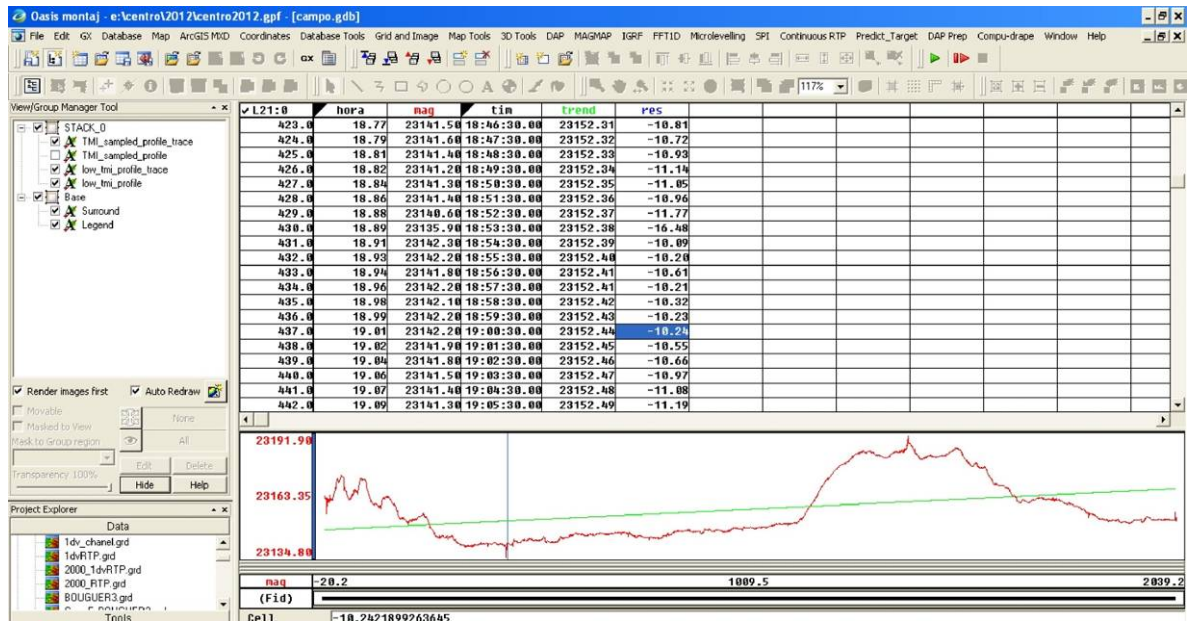 Oasis montaj - e:\centro\2012\centro2012.gpf - [campo.gdb]
File Edit GX Database Map ArcGIS MXD Coordinates Database Tools Grid and Image Map Tools 3D Tools DAP MAGMAP IGRF FFT1D Microlevelling SPI Continuous RTP Predict_Target DAP Prep Compu-drape Window Help
GX
117%
View/Group Manager Tool
STACK_0
TMI_sampled_profile_trace
TMI_sampled_profile
low_tmi_profile_trace
low_tmi_profile
Base
Surround
Legend
Render images first Auto Redraw
Movable
Masked to View
None
Mask to Group region
All
Edit Delete
Transparency 100%
Hide Help
Project Explorer
Data
1dv_chanel.grd
1dvRTP.grd
2000_1dvRTP.grd
2000_RTP.grd
BOUGUER3.grd
Tools
L21:0 hora mag tim trend res
423.0 18.77 23141.50 18:46:30.00 23152.31 -10.81
424.0 18.79 23141.60 18:47:30.00 23152.32 -10.72
425.0 18.81 23141.40 18:48:30.00 23152.33 -10.93
426.0 18.82 23141.20 18:49:30.00 23152.34 -11.14
427.0 18.84 23141.30 18:50:30.00 23152.35 -11.05
428.0 18.86 23141.40 18:51:30.00 23152.36 -10.96
429.0 18.88 23140.60 18:52:30.00 23152.37 -11.77
430.0 18.89 23135.90 18:53:30.00 23152.38 -16.48
431.0 18.91 23142.30 18:54:30.00 23152.39 -10.09
432.0 18.93 23142.20 18:55:30.00 23152.40 -10.20
433.0 18.94 23141.80 18:56:30.00 23152.41 -10.61
434.0 18.96 23142.20 18:57:30.00 23152.41 -10.21
435.0 18.98 23142.10 18:58:30.00 23152.42 -10.32
436.0 18.99 23142.20 18:59:30.00 23152.43 -10.23
437.0 19.01 23142.20 19:00:30.00 23152.44 -10.24
438.0 19.02 23141.90 19:01:30.00 23152.45 -10.55
439.0 19.04 23141.80 19:02:30.00 23152.46 -10.66
440.0 19.06 23141.50 19:03:30.00 23152.47 -10.97
441.0 19.07 23141.40 19:04:30.00 23152.48 -11.08
442.0 19.09 23141.30 19:05:30.00 23152.49 -11.19
23191.90
23163.35
23134.80
mag -20.2 1009.5 2039.2
(Fid)
Cell -10.2421899263645